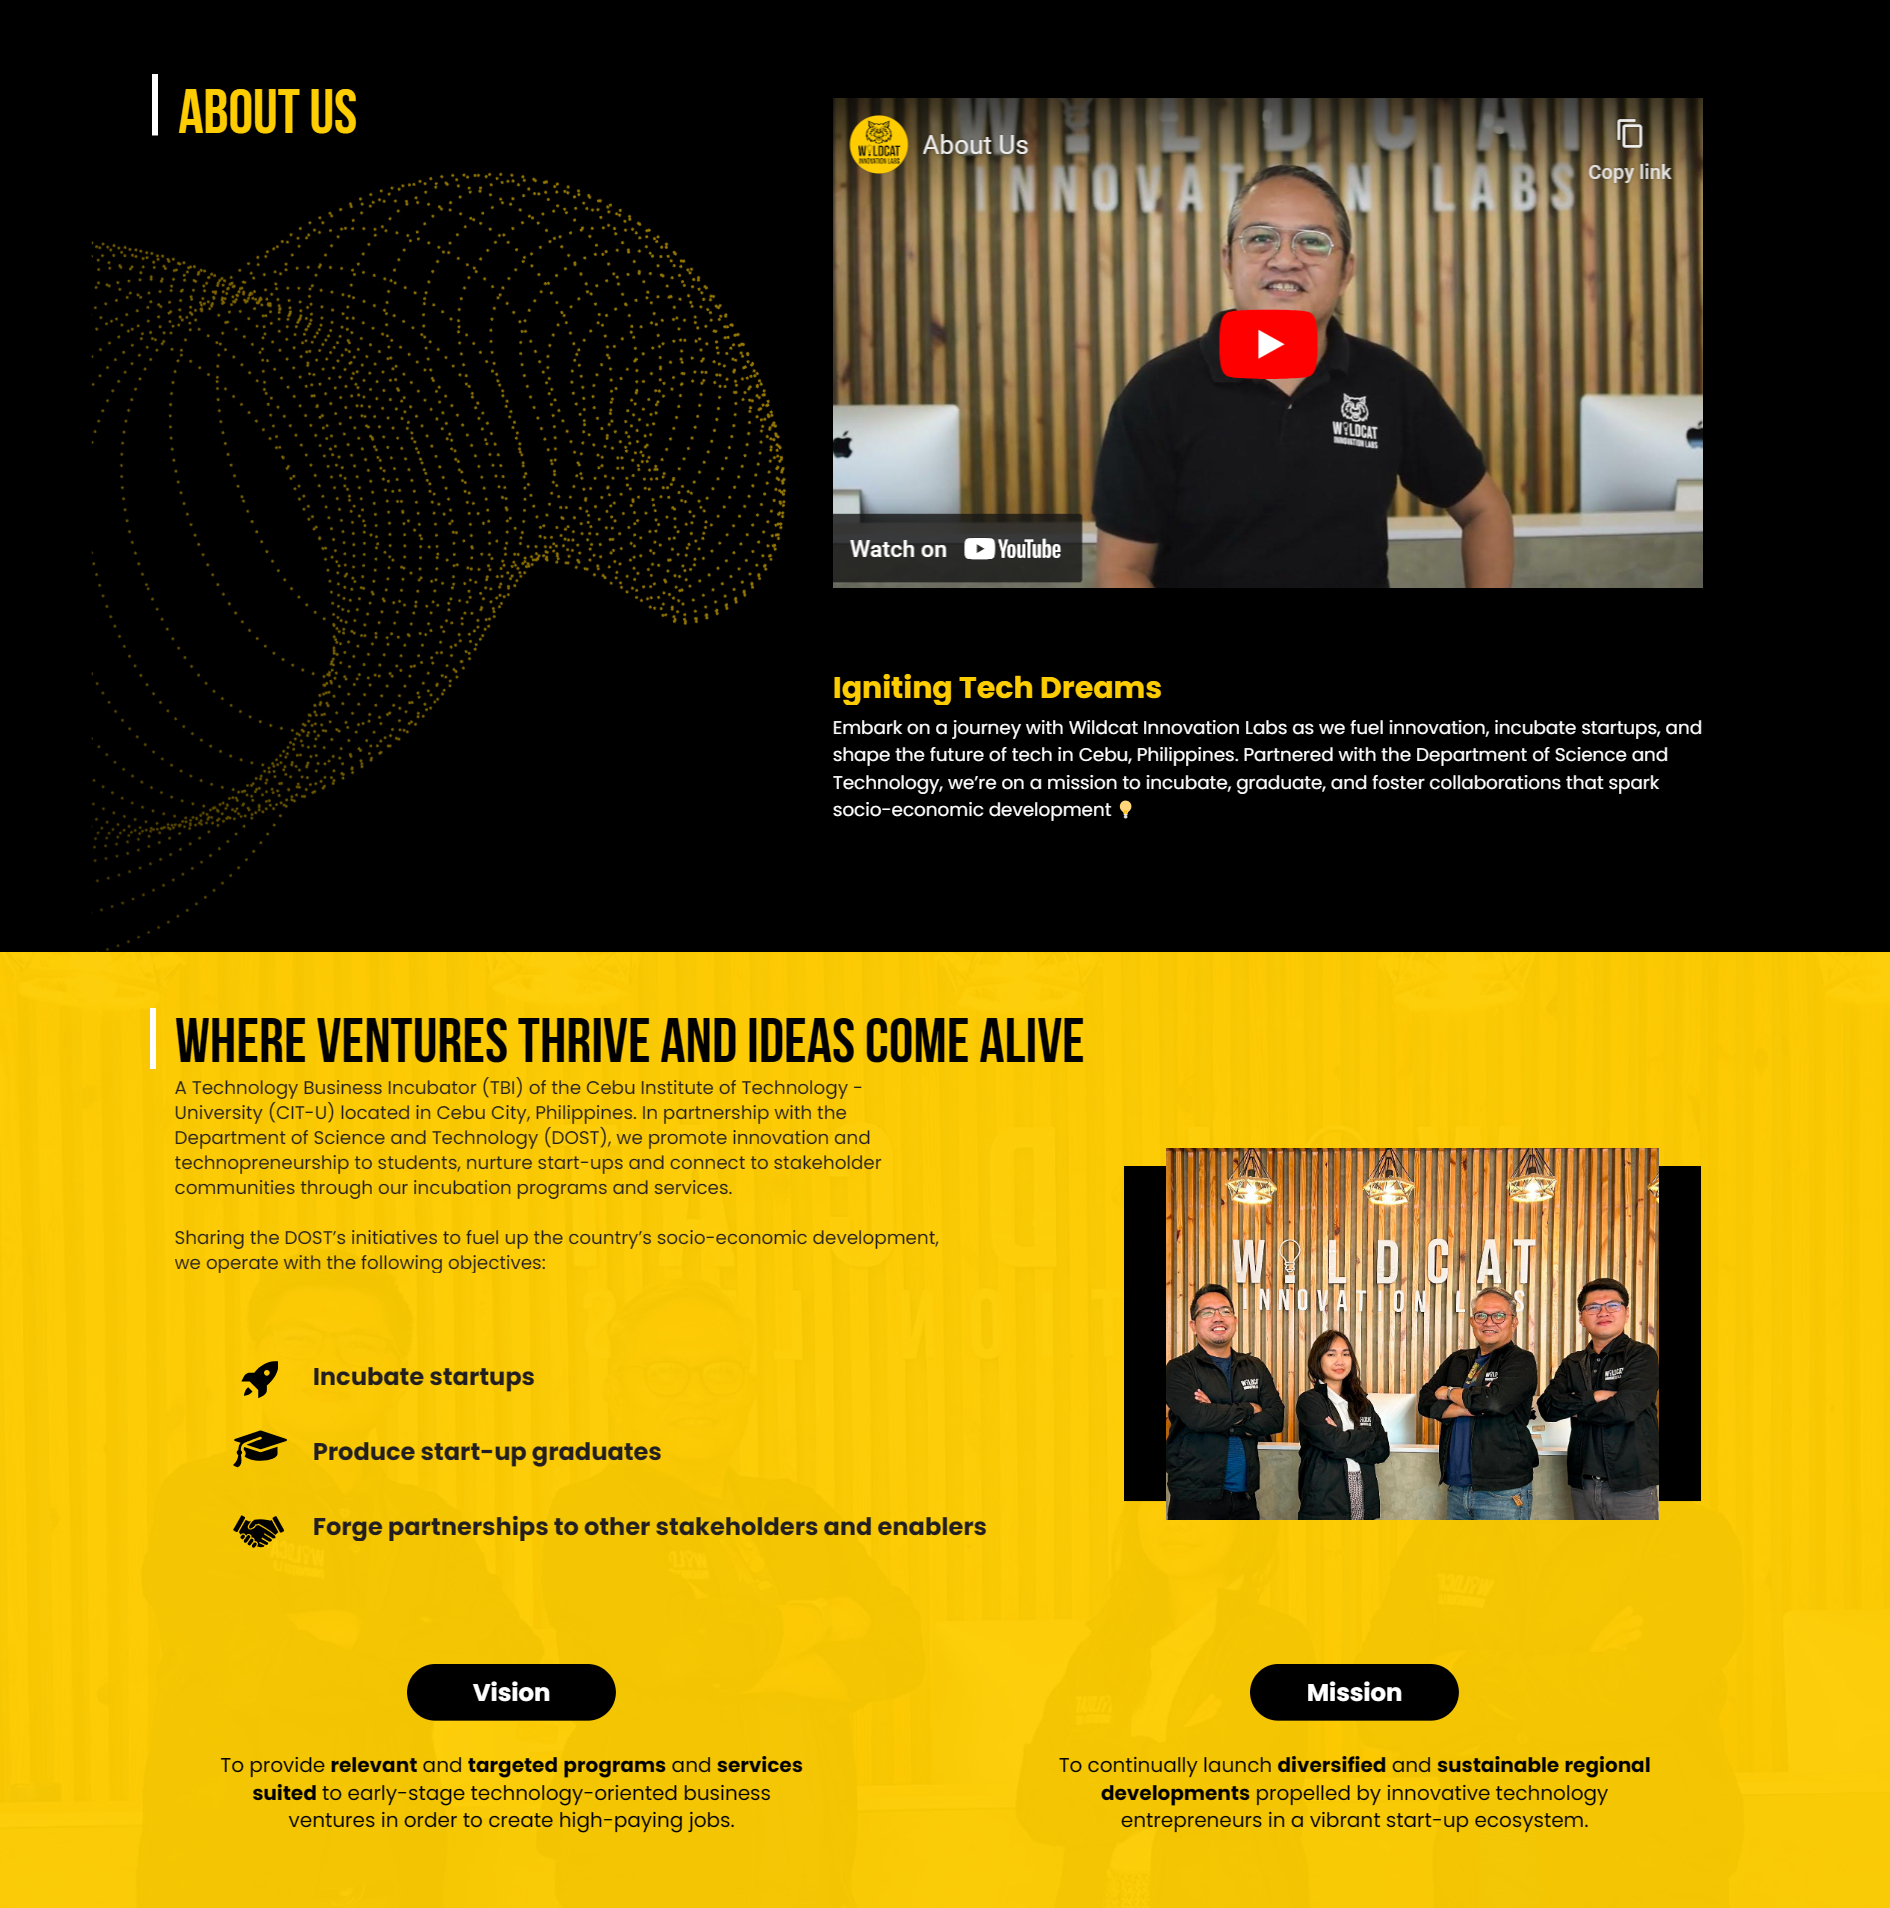 ABOUT US
WILDCAT
INNOVATION LABS
WILDCAT
INNOVATION LABS
About Us
Copy link
WILDCAT
INNOVATION LABS
Watch on YouTube
Igniting Tech Dreams
Embark on a journey with Wildcat Innovation Labs as we fuel innovation, incubate startups, and
shape the future of tech in Cebu, Philippines. Partnered with the Department of Science and
Technology, we’re on a mission to incubate, graduate, and foster collaborations that spark
socio-economic development
WHERE VENTURES THRIVE AND IDEAS COME ALIVE
A Technology Business Incubator (TBI) of the Cebu Institute of Technology -
University (CIT-U) located in Cebu City, Philippines. In partnership with the
Department of Science and Technology (DOST), we promote innovation and
technopreneurship to students, nurture start-ups and connect to stakeholder
communities through our incubation programs and services.
Sharing the DOST’s initiatives to fuel up the country’s socio-economic development,
we operate with the following objectives:
Incubate startups
Produce start-up graduates
Forge partnerships to other stakeholders and enablers
WILDCAT
INNOVATION LABS
Vision
To provide relevant and targeted programs and services
suited to early-stage technology-oriented business
ventures in order to create high-paying jobs.
Mission
To continually launch diversified and sustainable regional
developments propelled by innovative technology
entrepreneurs in a vibrant start-up ecosystem.